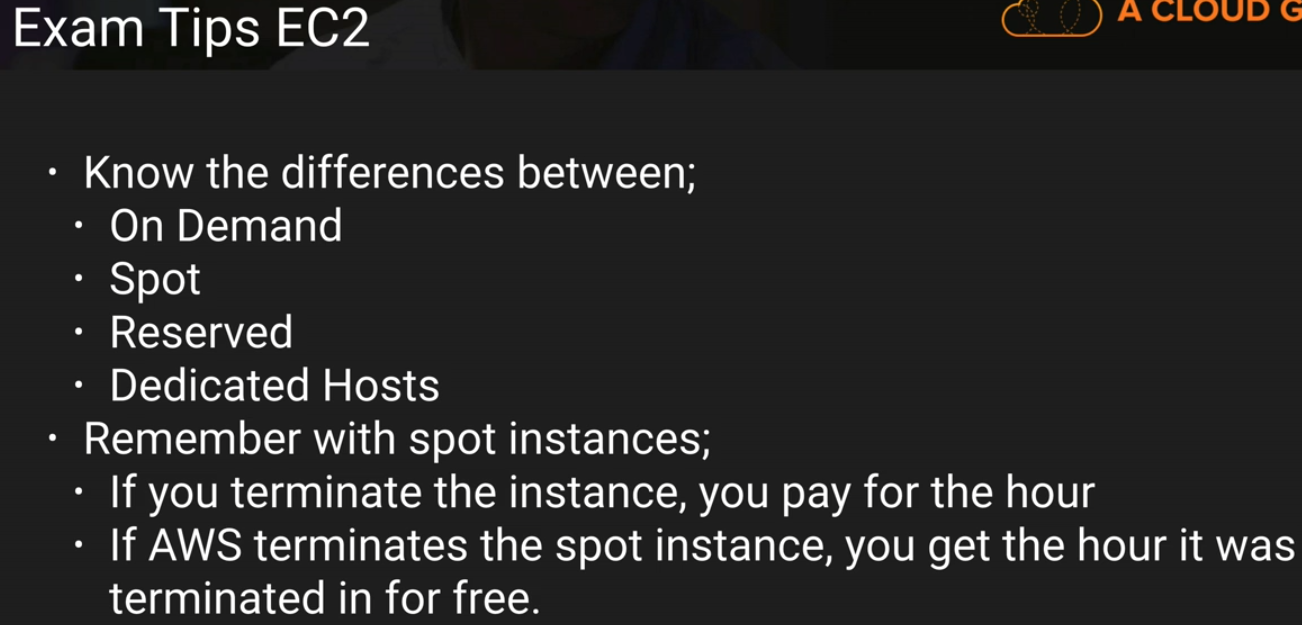 Exam Tips EC2
A CLOUD G
• Know the differences between;
• On Demand
• Spot
• Reserved
• Dedicated Hosts
• Remember with spot instances;
• If you terminate the instance, you pay for the hour
• If AWS terminates the spot instance, you get the hour it was
terminated in for free.